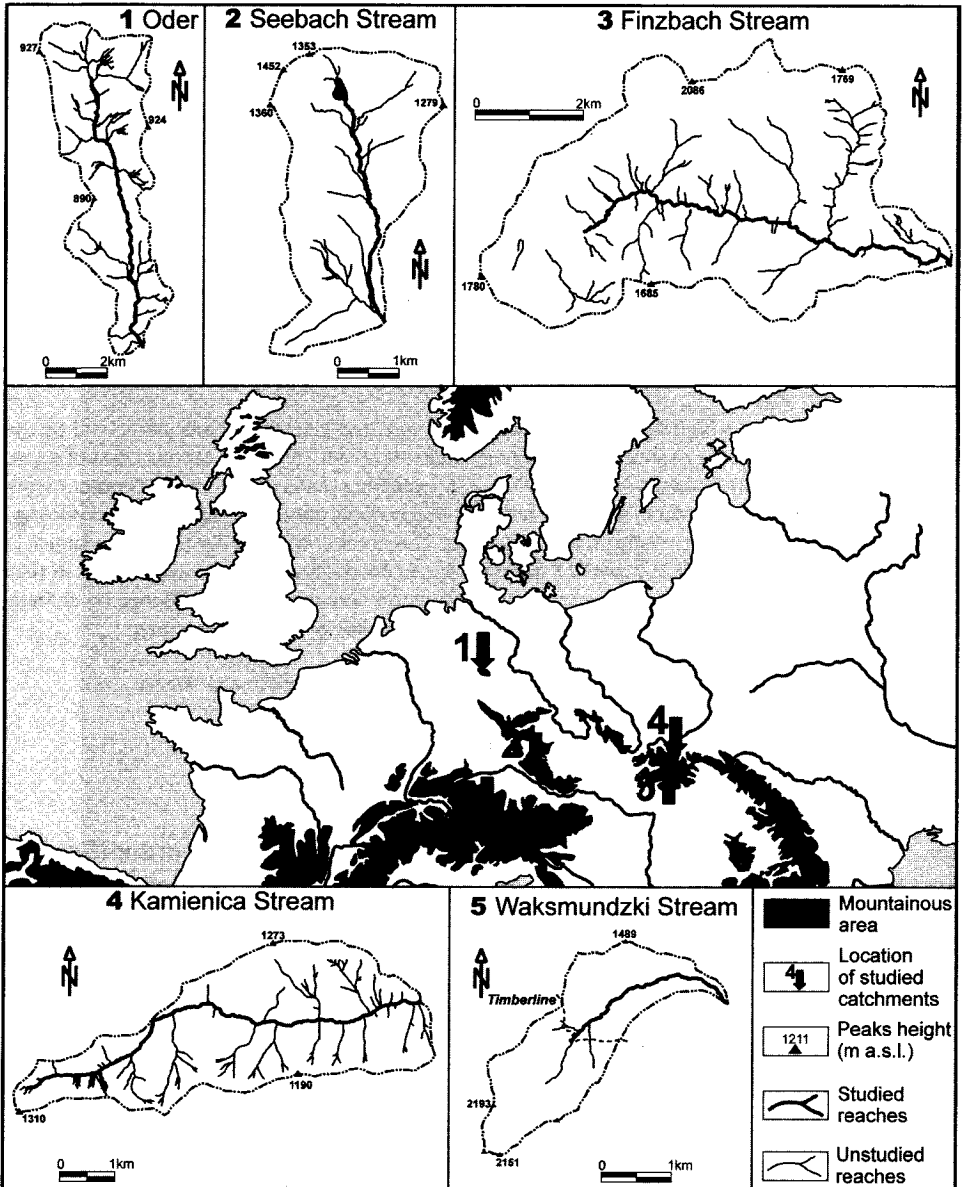 1 Oder
927
N
924
890
0 2km
2 Seebach Stream
1353
1452
1360
1279
N
0 1km
3 Finzbach Stream
2086
1769
N
0 2km
1780
1685
1
2
4
5
4 Kamienica Stream
N
1273
1190
1310
0 1km
5 Waksmundzki Stream
1489
N
Timberline
2193
2151
0 1km
Mountainous
area
4
Location
of studied
catchments
1211
Peaks height
(m a.s.l.)
Studied
reaches
Unstudied
reaches